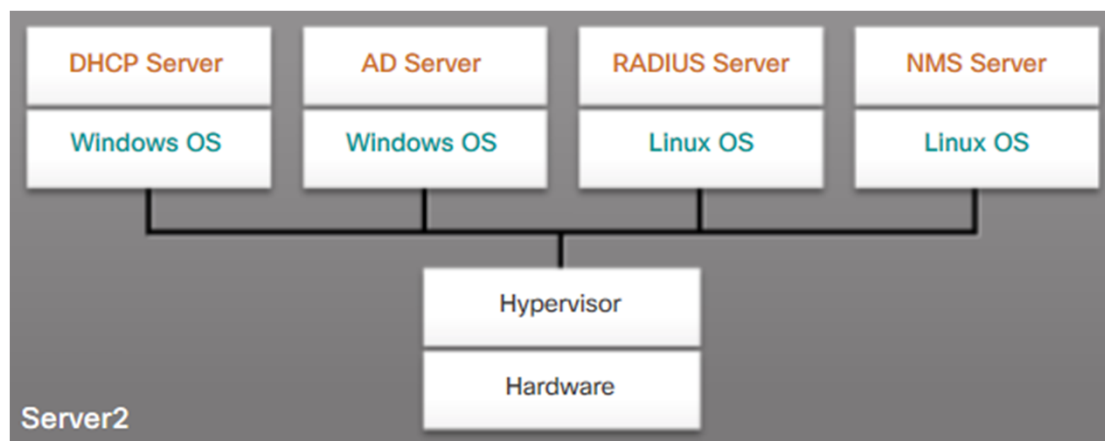 DHCP Server
AD Server
RADIUS Server
NMS Server
Windows OS
Windows OS
Linux OS
Linux OS
Hypervisor
Hardware
Server2